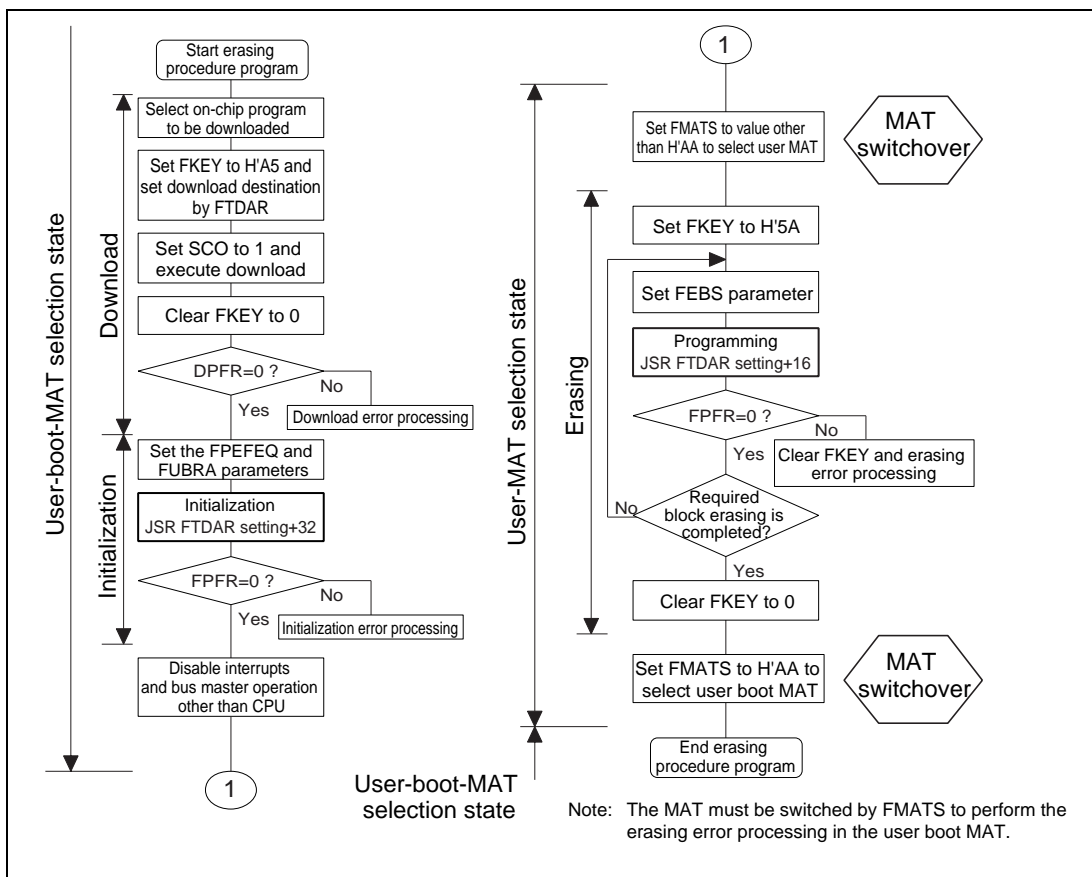 Start erasing
procedure program
Select on-chip program
to be downloaded
Set FKEY to H'A5 and
set download destination
by FTDAR
Set SCO to 1 and
execute download
Clear FKEY to 0
DPFR=0 ?
No
Yes
Download error processing
Set the FPEFEQ and
FUBRA parameters
Initialization
JSR FTDAR setting+32
FPFR=0 ?
No
Yes
Initialization error processing
Disable interrupts
and bus master operation
other than CPU
1
Download
Initialization
User-boot-MAT selection state
1
Set FMATS to value other
than H'AA to select user MAT
MAT
switchover
Set FKEY to H'5A
Set FEBS parameter
Programming
JSR FTDAR setting+16
FPFR=0 ?
No
Yes
Clear FKEY and erasing
error processing
Required
block erasing is
completed?
No
Yes
Clear FKEY to 0
Set FMATS to H'AA to
select user boot MAT
MAT
switchover
End erasing
procedure program
Erasing
User-MAT selection state
User-boot-MAT
selection state
Note: The MAT must be switched by FMATS to perform the
erasing error processing in the user boot MAT.